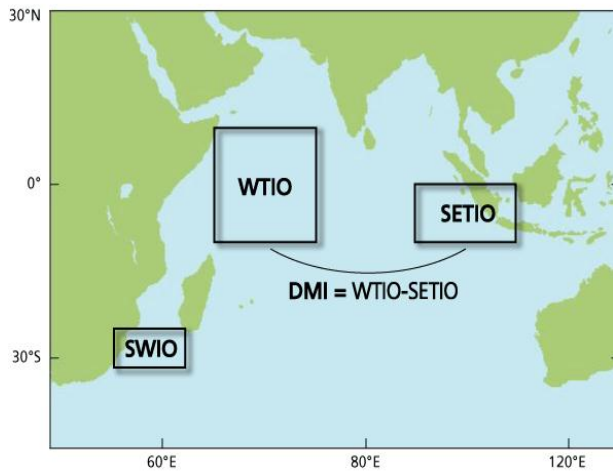 30°N
WTIO
0°
SETIO
DMI = WTIO-SETIO
SWIO
30°S
60°E
80°E
120°E